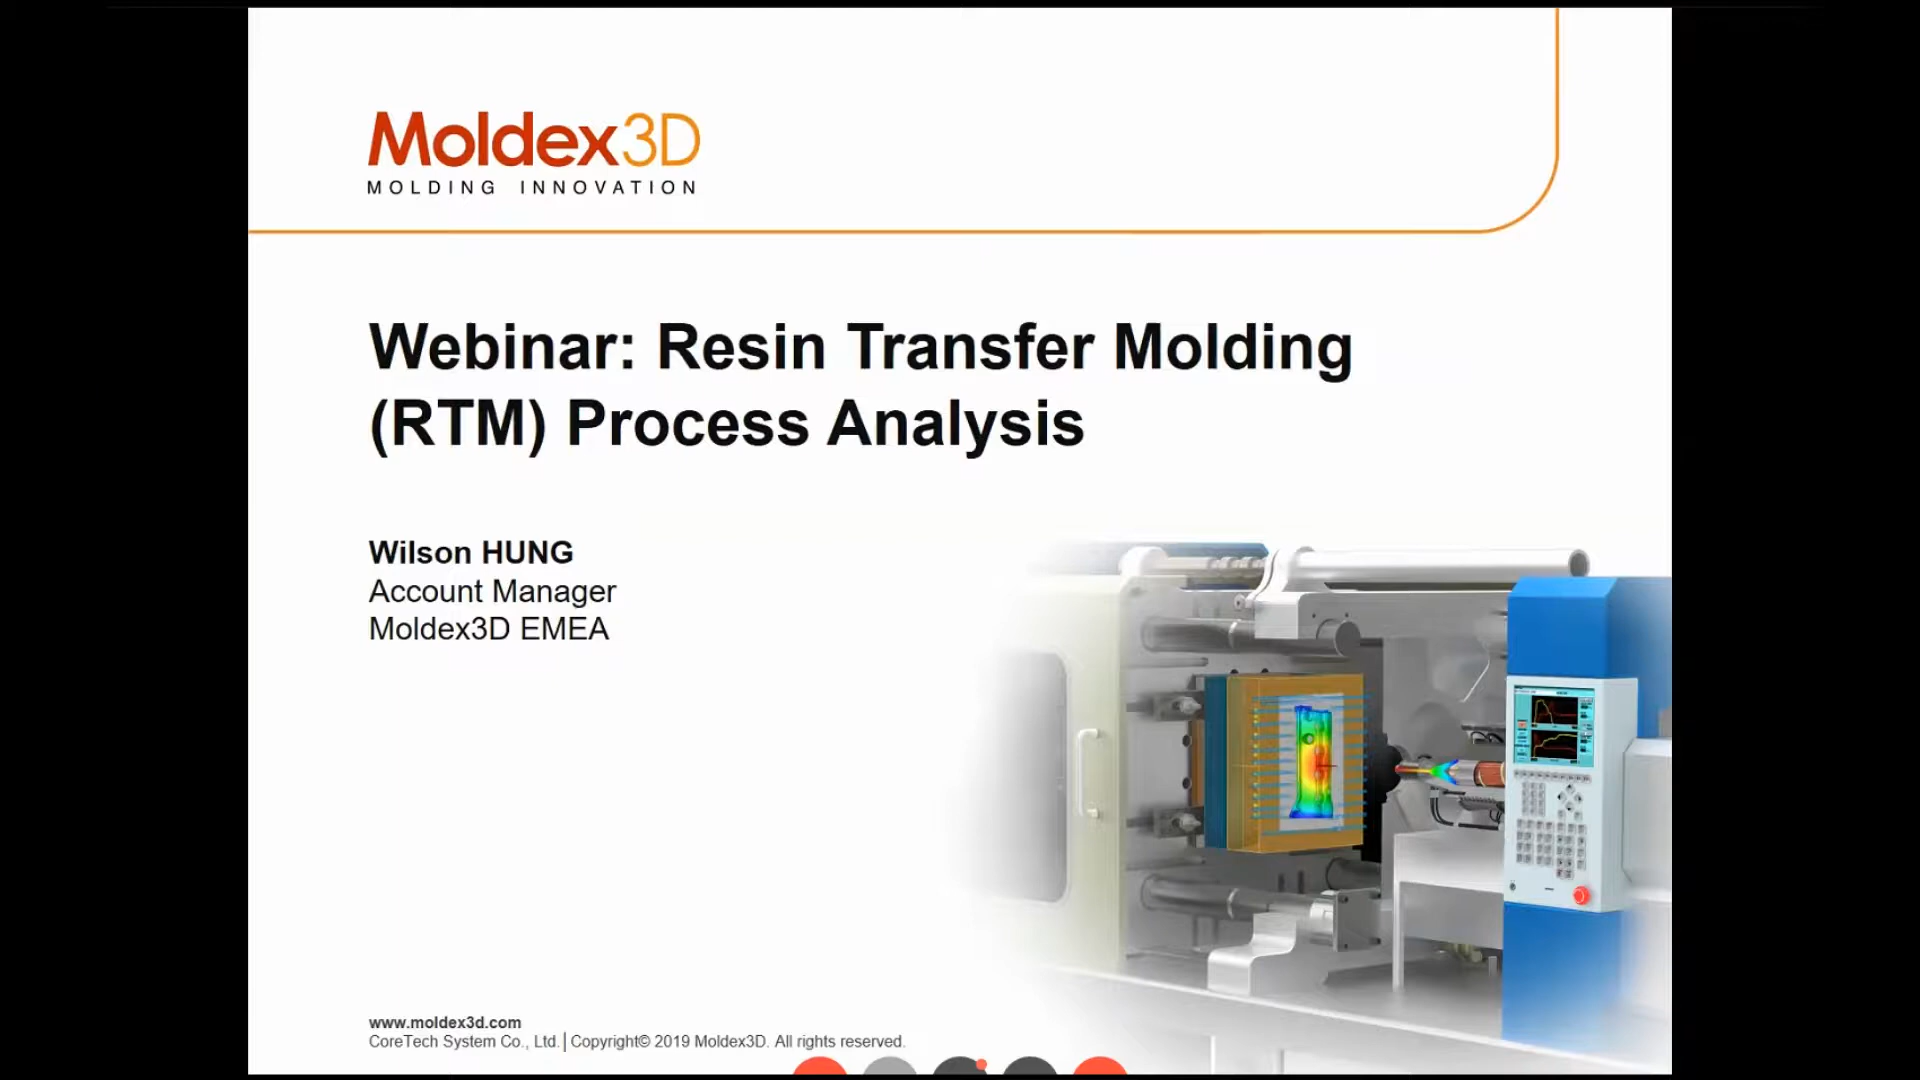 Moldex3D
MOLDING INNOVATION
Webinar: Resin Transfer Molding
(RTM) Process Analysis
Wilson HUNG
Account Manager
Moldex3D EMEA
www.moldex3d.com
CoreTech System Co., Ltd.│Copyright© 2019 Moldex3D. All rights reserved.